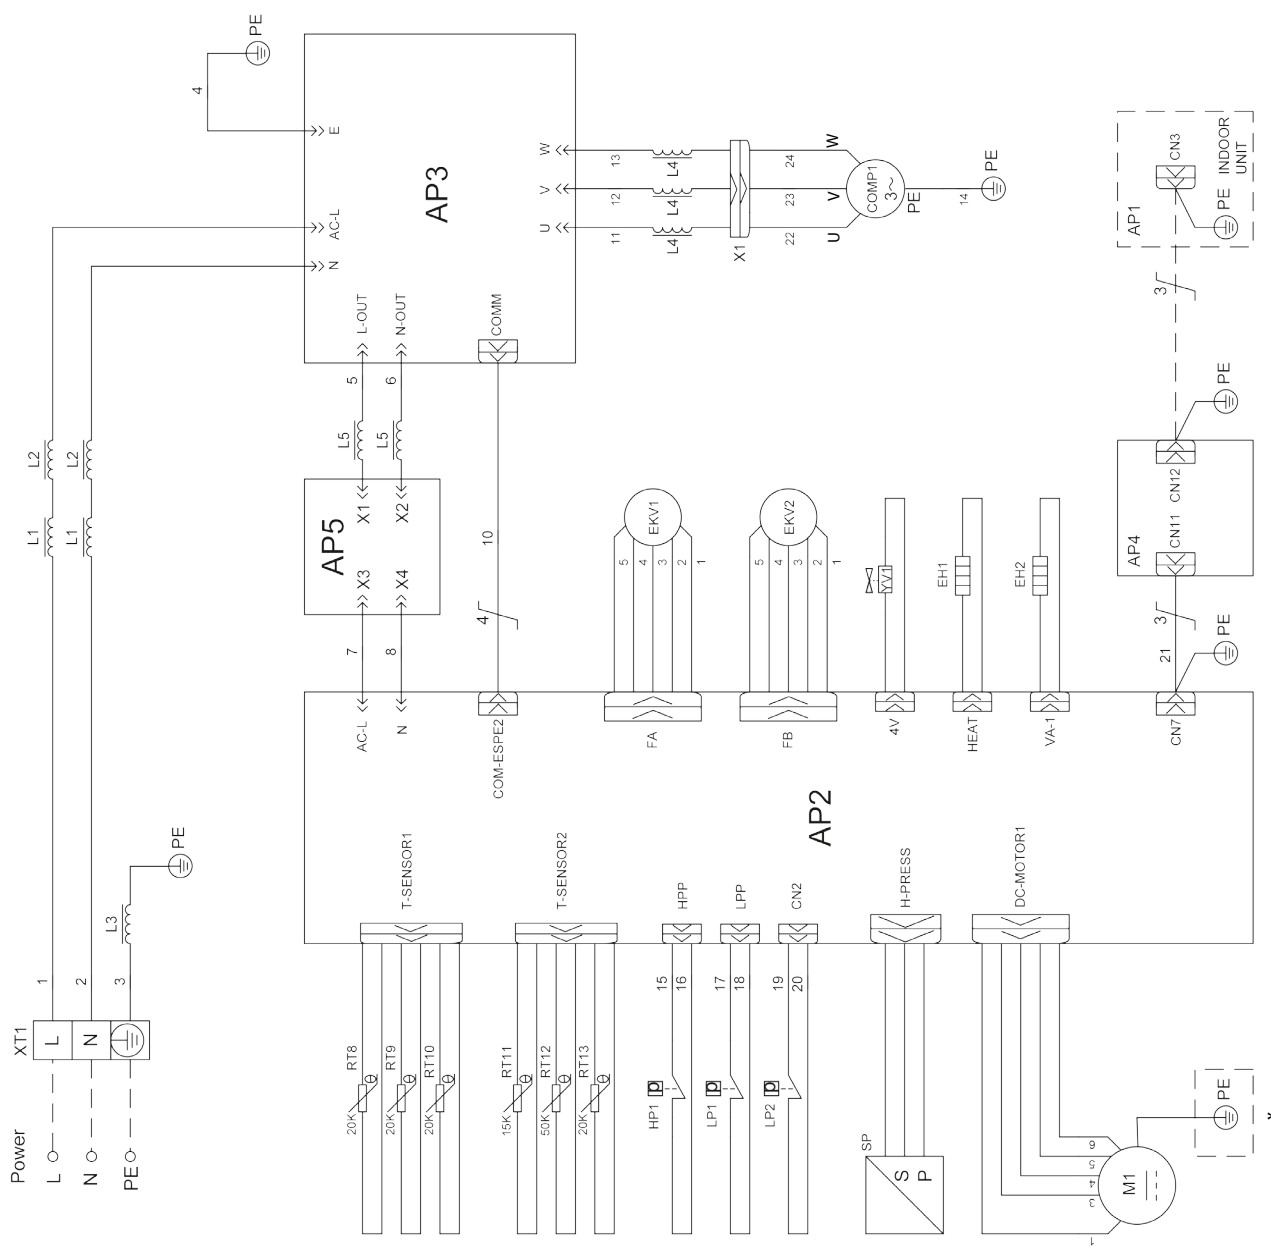 Power
L
N
PE
XT1
L
N
1
2
3
L3
PE
L1
L1
L2
L2
4
PE
E
AC-L
N
AP3
L-OUT
N-OUT
COMM
W
V
U
13
12
11
L4
L4
L4
X1
24
23
22
W
V
U
COMP1
3~
PE
14
PE
5
6
L5
L5
AP5
X1
X2
X3
X4
7
8
10
4
AP2
AC-L
N
COM-ESPE2
FA
FB
4V
HEAT
VA-1
CN7
EKV1
5
4
3
2
1
EKV2
5
4
3
2
1
YV1
EH1
EH2
21
3
PE
AP4
CN11
CN12
PE
3
AP1
CN3
PE
INDOOR
UNIT
T-SENSOR1
T-SENSOR2
HPP
LPP
CN2
H-PRESS
DC-MOTOR1
RT8
θ
20K
RT9
θ
20K
RT10
θ
20K
RT11
θ
15K
RT12
θ
50K
RT13
θ
20K
15
16
17
18
19
20
HP1
P
LP1
P
LP2
P
SP
S
P
M1
6
5
4
3
1
PE